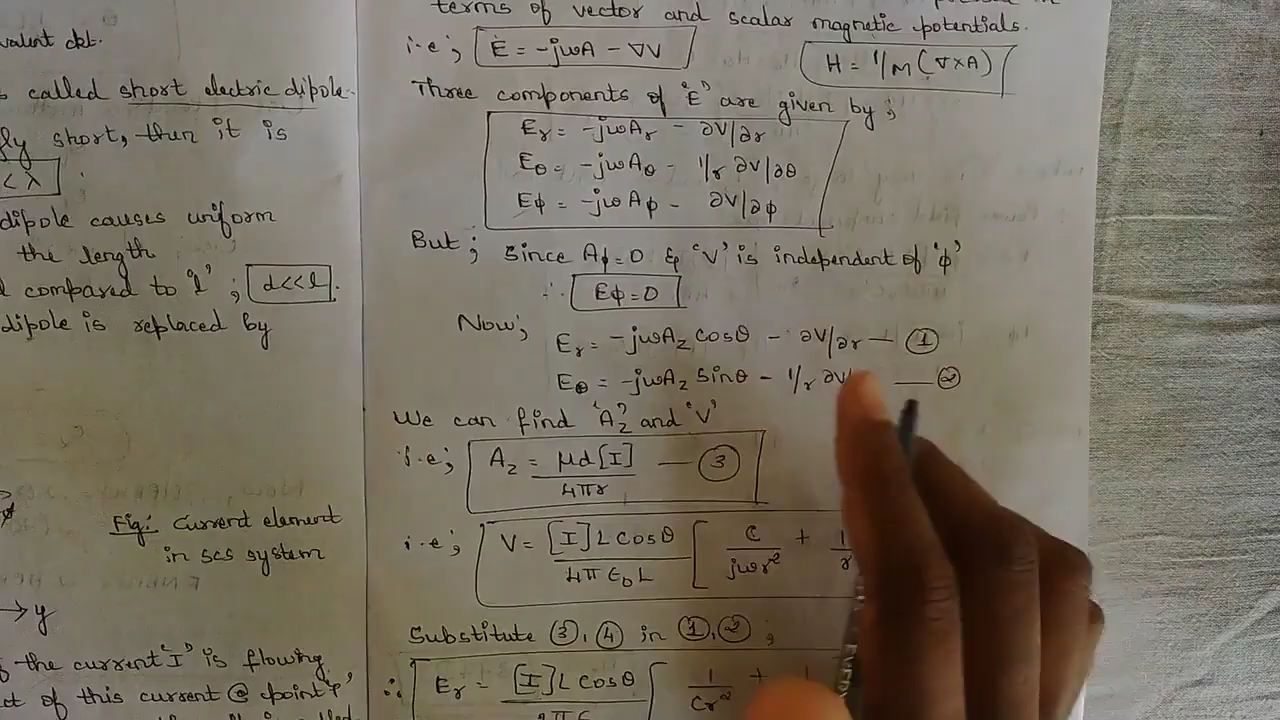 valent ckt.
called short electric dipole.
short, then it is
< λ ;
dipole causes uniform
the length
compared to 'l' ; d<<l.
dipole is replaced by
Fig: Current element
in scs system
→ y
the current 'I' is flowing
of this current @ point 'P',
terms of vector and scalar magnetic potentials.
i.e; E = -jωA - ∇V
H = 1/M (∇×A)
Three components of 'E' are given by;
Er = -jωAr - ∂V/∂r
Eθ = -jωAθ - 1/r ∂V/∂θ
Eϕ = -jωAϕ - ∂V/∂ϕ
But; since Aϕ=0 & 'V' is independent of 'ϕ'
∴ Eϕ=0
Now; Er = -jωAz cosθ - ∂V/∂r — ①
Eθ = -jωAz sinθ - 1/r ∂V/ — ②
We can find 'Az' and 'V'
i.e; Az = μd[I]/4πr — ③
i.e; V = [I]L cosθ/4πε0L [ C/jωr² + 1/r
Substitute ③, ④ in ①, ② ;
∴ Er = [I]L cosθ [ 1/Cr² +